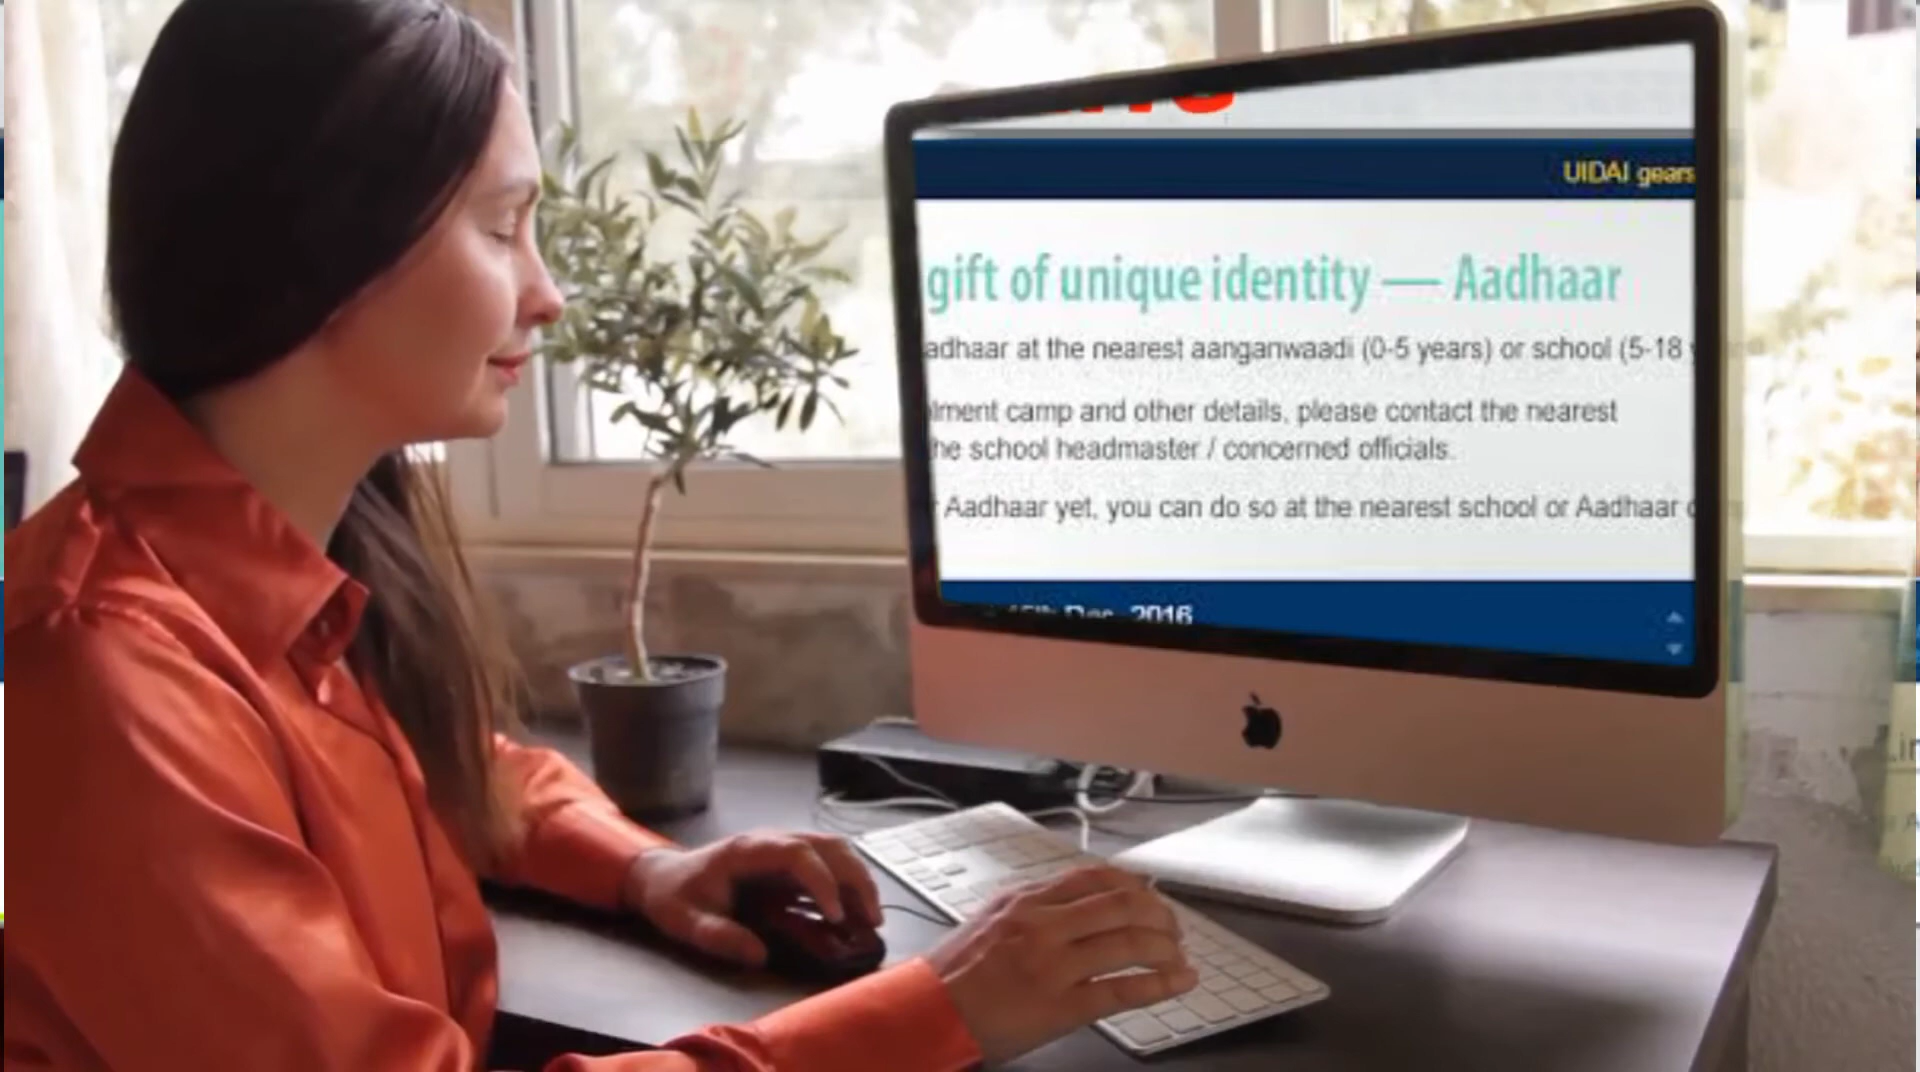 UIDAI gears
gift of unique identity — Aadhaar
adhaar at the nearest aanganwaadi (0-5 years) or school (5-18
lment camp and other details, please contact the nearest
he school headmaster / concerned officials.
Aadhaar yet, you can do so at the nearest school or Aadhaar
15th Dec, 2016